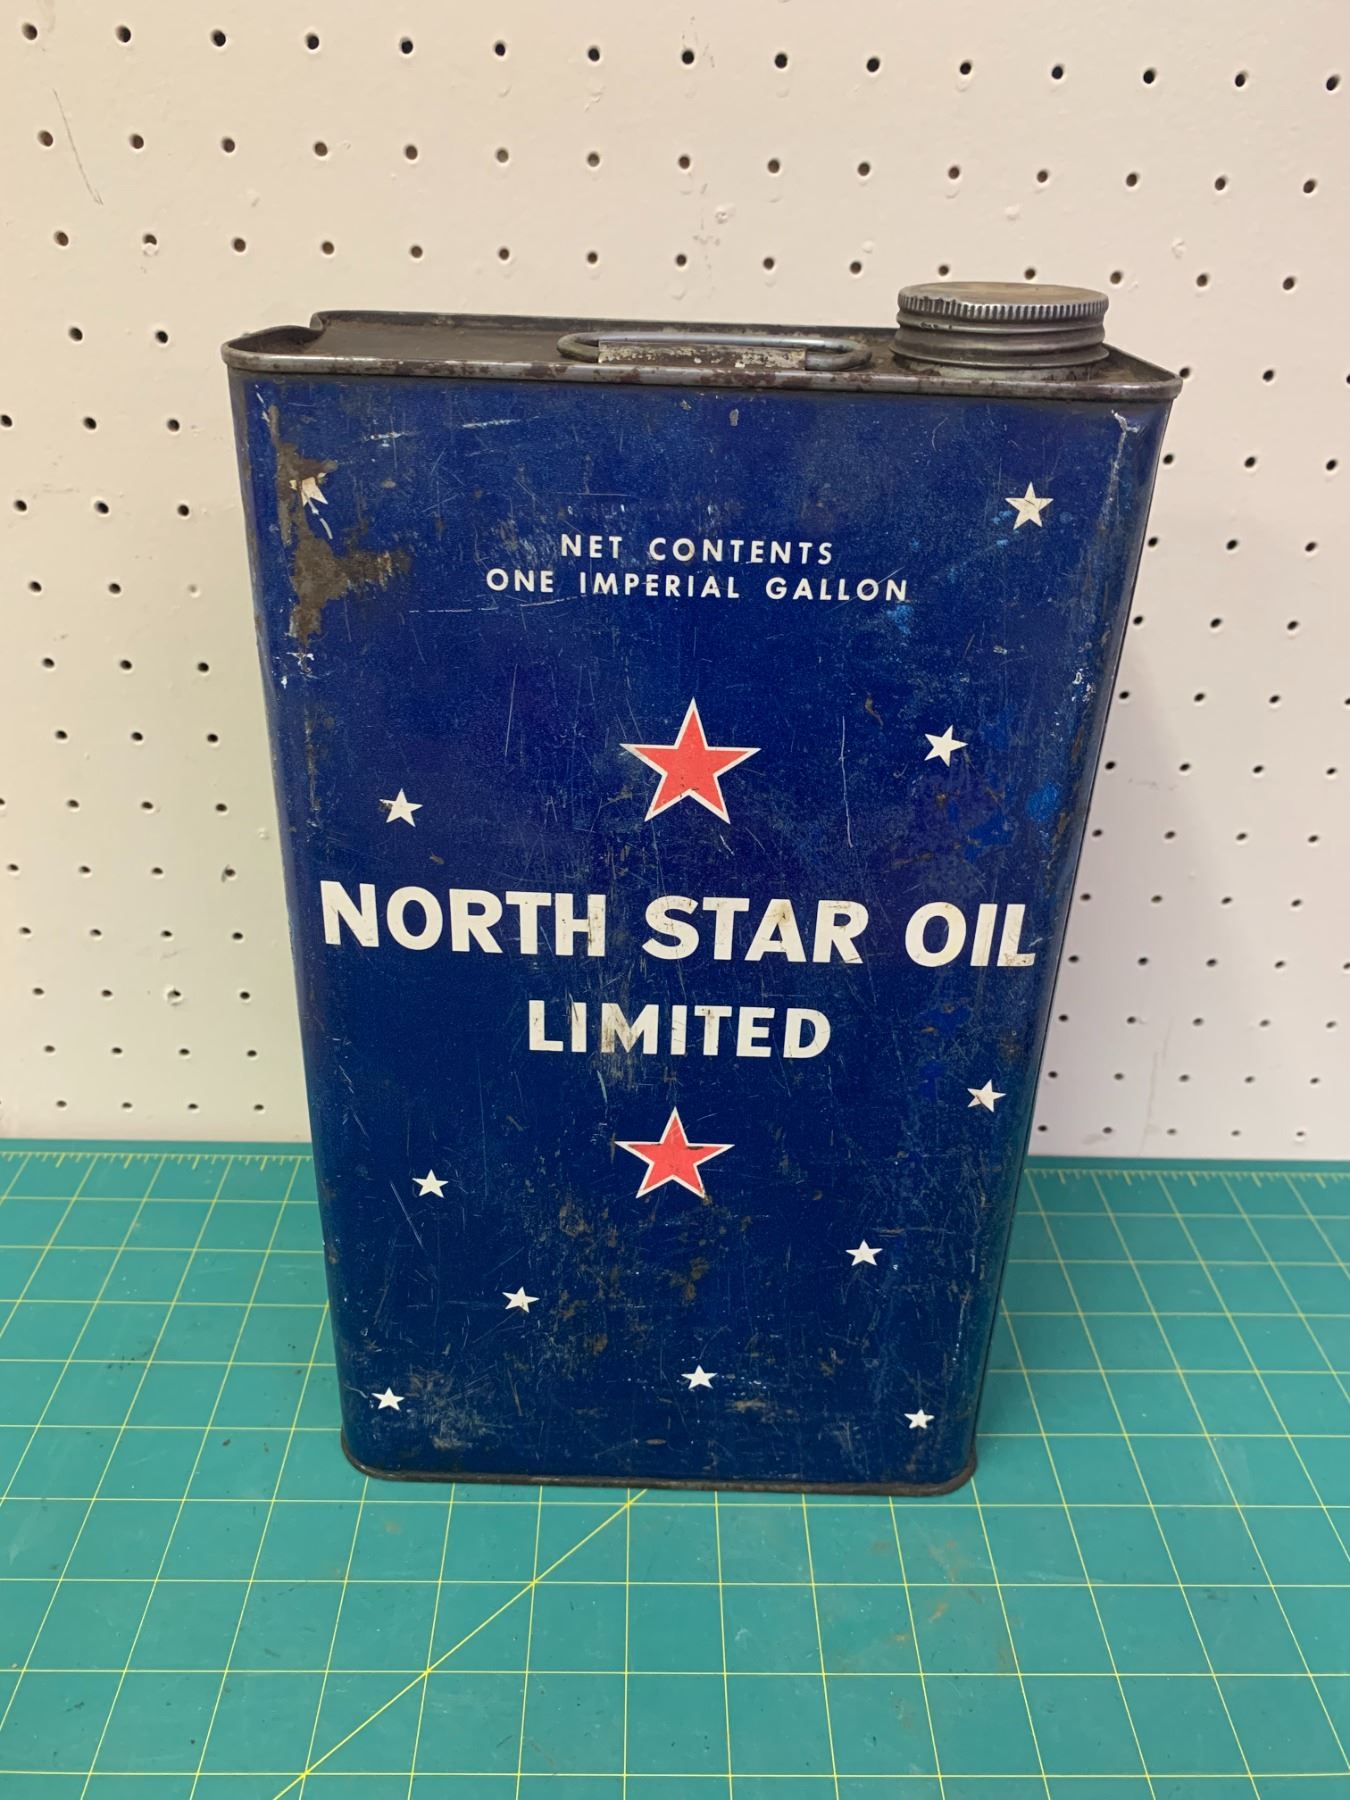 NET CONTENTS
ONE IMPERIAL GALLON
NORTH STAR OIL
LIMITED